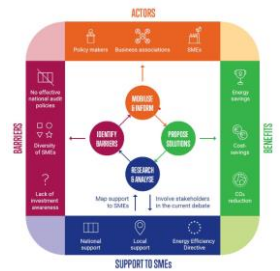 ACTORS
Policy makers
Business associations
SMEs
BARRIERS
No effective
national audit
policies
Diversity
of SMEs
Lack of
investment
awareness
MOBILISE
& INFORM
IDENTIFY
BARRIERS
PROPOSE
SOLUTIONS
RESEARCH
& ANALYSE
Map support
to SMEs
Involve stakeholders
in the current debate
BENEFITS
Energy
savings
Cost
savings
CO₂
reduction
National
support
Local
support
Energy Efficiency
Directive
SUPPORT TO SMEs